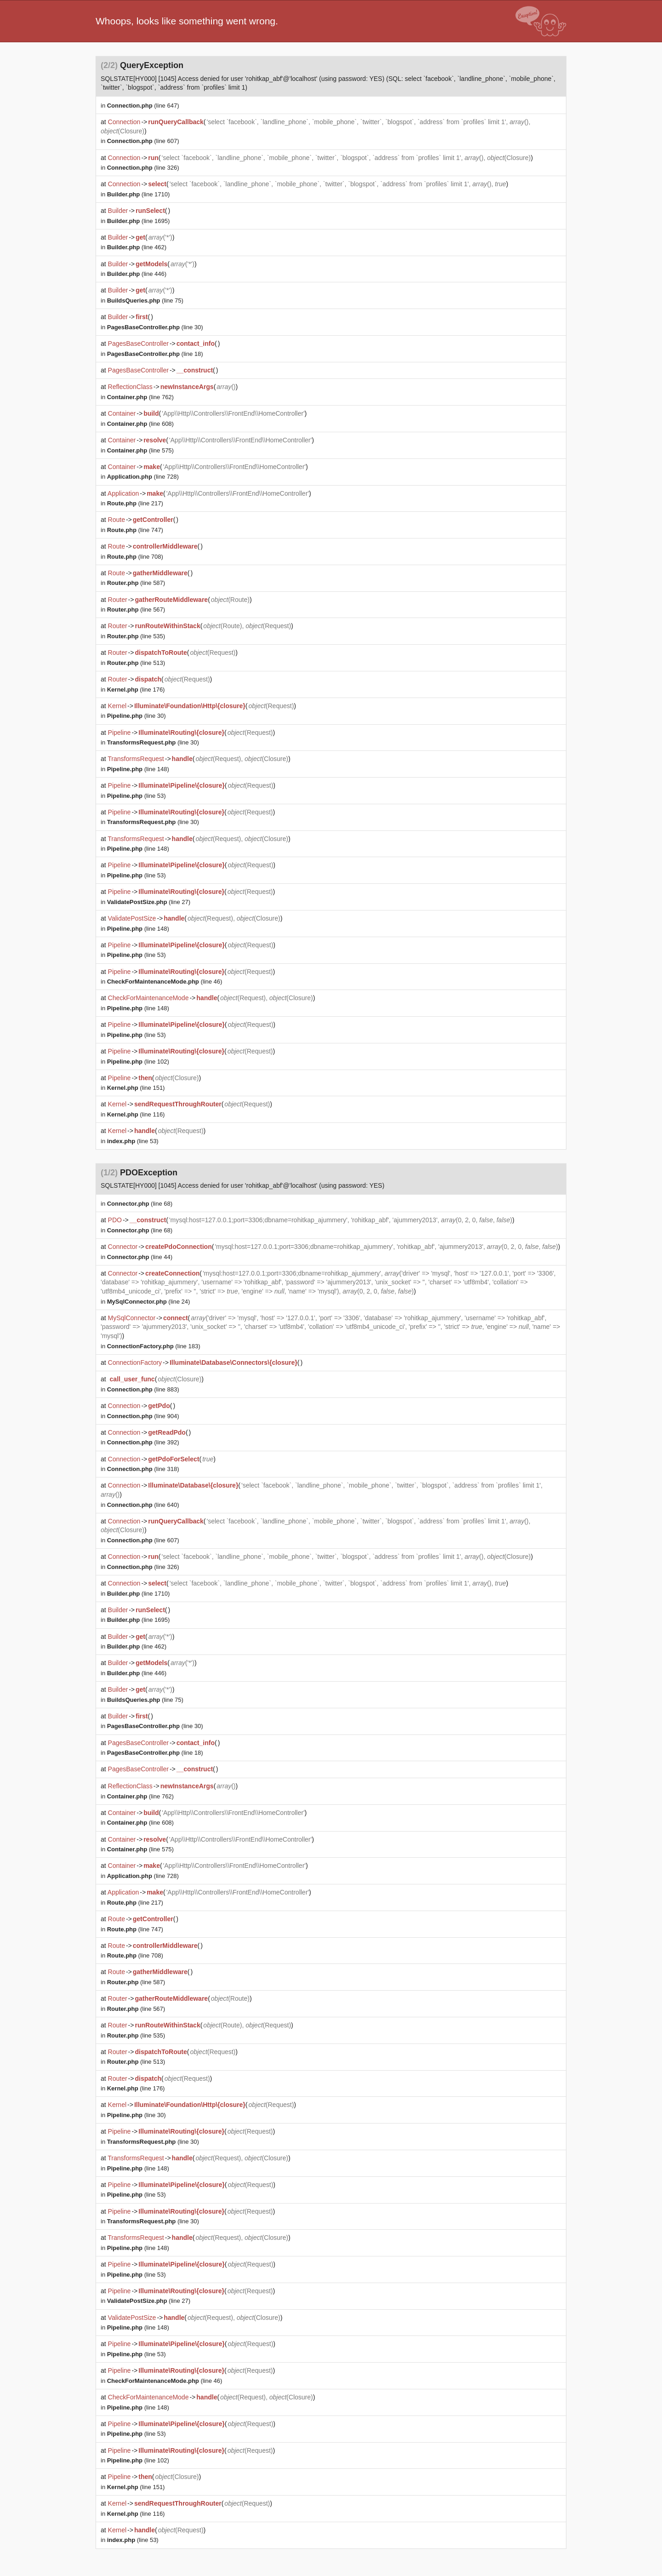 Whoops, looks like something went wrong.
Exception!
(2/2) QueryException
SQLSTATE[HY000] [1045] Access denied for user 'rohitkap_abf'@'localhost' (using password: YES) (SQL: select `facebook`, `landline_phone`, `mobile_phone`,
`twitter`, `blogspot`, `address` from `profiles` limit 1)
in Connection.php (line 647)
at Connection->runQueryCallback('select `facebook`, `landline_phone`, `mobile_phone`, `twitter`, `blogspot`, `address` from `profiles` limit 1', array(),
object(Closure))
in Connection.php (line 607)
at Connection->run('select `facebook`, `landline_phone`, `mobile_phone`, `twitter`, `blogspot`, `address` from `profiles` limit 1', array(), object(Closure))
in Connection.php (line 326)
at Connection->select('select `facebook`, `landline_phone`, `mobile_phone`, `twitter`, `blogspot`, `address` from `profiles` limit 1', array(), true)
in Builder.php (line 1710)
at Builder->runSelect()
in Builder.php (line 1695)
at Builder->get(array('*'))
in Builder.php (line 462)
at Builder->getModels(array('*'))
in Builder.php (line 446)
at Builder->get(array('*'))
in BuildsQueries.php (line 75)
at Builder->first()
in PagesBaseController.php (line 30)
at PagesBaseController->contact_info()
in PagesBaseController.php (line 18)
at PagesBaseController->__construct()
at ReflectionClass->newInstanceArgs(array())
in Container.php (line 762)
at Container->build('App\\Http\\Controllers\\FrontEnd\\HomeController')
in Container.php (line 608)
at Container->resolve('App\\Http\\Controllers\\FrontEnd\\HomeController')
in Container.php (line 575)
at Container->make('App\\Http\\Controllers\\FrontEnd\\HomeController')
in Application.php (line 728)
at Application->make('App\\Http\\Controllers\\FrontEnd\\HomeController')
in Route.php (line 217)
at Route->getController()
in Route.php (line 747)
at Route->controllerMiddleware()
in Route.php (line 708)
at Route->gatherMiddleware()
in Router.php (line 587)
at Router->gatherRouteMiddleware(object(Route))
in Router.php (line 567)
at Router->runRouteWithinStack(object(Route), object(Request))
in Router.php (line 535)
at Router->dispatchToRoute(object(Request))
in Router.php (line 513)
at Router->dispatch(object(Request))
in Kernel.php (line 176)
at Kernel->Illuminate\Foundation\Http\{closure}(object(Request))
in Pipeline.php (line 30)
at Pipeline->Illuminate\Routing\{closure}(object(Request))
in TransformsRequest.php (line 30)
at TransformsRequest->handle(object(Request), object(Closure))
in Pipeline.php (line 148)
at Pipeline->Illuminate\Pipeline\{closure}(object(Request))
in Pipeline.php (line 53)
at Pipeline->Illuminate\Routing\{closure}(object(Request))
in TransformsRequest.php (line 30)
at TransformsRequest->handle(object(Request), object(Closure))
in Pipeline.php (line 148)
at Pipeline->Illuminate\Pipeline\{closure}(object(Request))
in Pipeline.php (line 53)
at Pipeline->Illuminate\Routing\{closure}(object(Request))
in ValidatePostSize.php (line 27)
at ValidatePostSize->handle(object(Request), object(Closure))
in Pipeline.php (line 148)
at Pipeline->Illuminate\Pipeline\{closure}(object(Request))
in Pipeline.php (line 53)
at Pipeline->Illuminate\Routing\{closure}(object(Request))
in CheckForMaintenanceMode.php (line 46)
at CheckForMaintenanceMode->handle(object(Request), object(Closure))
in Pipeline.php (line 148)
at Pipeline->Illuminate\Pipeline\{closure}(object(Request))
in Pipeline.php (line 53)
at Pipeline->Illuminate\Routing\{closure}(object(Request))
in Pipeline.php (line 102)
at Pipeline->then(object(Closure))
in Kernel.php (line 151)
at Kernel->sendRequestThroughRouter(object(Request))
in Kernel.php (line 116)
at Kernel->handle(object(Request))
in index.php (line 53)
(1/2) PDOException
SQLSTATE[HY000] [1045] Access denied for user 'rohitkap_abf'@'localhost' (using password: YES)
in Connector.php (line 68)
at PDO->__construct('mysql:host=127.0.0.1;port=3306;dbname=rohitkap_ajummery', 'rohitkap_abf', 'ajummery2013', array(0, 2, 0, false, false))
in Connector.php (line 68)
at Connector->createPdoConnection('mysql:host=127.0.0.1;port=3306;dbname=rohitkap_ajummery', 'rohitkap_abf', 'ajummery2013', array(0, 2, 0, false, false))
in Connector.php (line 44)
at Connector->createConnection('mysql:host=127.0.0.1;port=3306;dbname=rohitkap_ajummery', array('driver' => 'mysql', 'host' => '127.0.0.1', 'port' => '3306',
'database' => 'rohitkap_ajummery', 'username' => 'rohitkap_abf', 'password' => 'ajummery2013', 'unix_socket' => '', 'charset' => 'utf8mb4', 'collation' =>
'utf8mb4_unicode_ci', 'prefix' => '', 'strict' => true, 'engine' => null, 'name' => 'mysql'), array(0, 2, 0, false, false))
in MySqlConnector.php (line 24)
at MySqlConnector->connect(array('driver' => 'mysql', 'host' => '127.0.0.1', 'port' => '3306', 'database' => 'rohitkap_ajummery', 'username' => 'rohitkap_abf',
'password' => 'ajummery2013', 'unix_socket' => '', 'charset' => 'utf8mb4', 'collation' => 'utf8mb4_unicode_ci', 'prefix' => '', 'strict' => true, 'engine' => null, 'name' =>
'mysql'))
in ConnectionFactory.php (line 183)
at ConnectionFactory->Illuminate\Database\Connectors\{closure}()
at call_user_func(object(Closure))
in Connection.php (line 883)
at Connection->getPdo()
in Connection.php (line 904)
at Connection->getReadPdo()
in Connection.php (line 392)
at Connection->getPdoForSelect(true)
in Connection.php (line 318)
at Connection->Illuminate\Database\{closure}('select `facebook`, `landline_phone`, `mobile_phone`, `twitter`, `blogspot`, `address` from `profiles` limit 1',
array())
in Connection.php (line 640)
at Connection->runQueryCallback('select `facebook`, `landline_phone`, `mobile_phone`, `twitter`, `blogspot`, `address` from `profiles` limit 1', array(),
object(Closure))
in Connection.php (line 607)
at Connection->run('select `facebook`, `landline_phone`, `mobile_phone`, `twitter`, `blogspot`, `address` from `profiles` limit 1', array(), object(Closure))
in Connection.php (line 326)
at Connection->select('select `facebook`, `landline_phone`, `mobile_phone`, `twitter`, `blogspot`, `address` from `profiles` limit 1', array(), true)
in Builder.php (line 1710)
at Builder->runSelect()
in Builder.php (line 1695)
at Builder->get(array('*'))
in Builder.php (line 462)
at Builder->getModels(array('*'))
in Builder.php (line 446)
at Builder->get(array('*'))
in BuildsQueries.php (line 75)
at Builder->first()
in PagesBaseController.php (line 30)
at PagesBaseController->contact_info()
in PagesBaseController.php (line 18)
at PagesBaseController->__construct()
at ReflectionClass->newInstanceArgs(array())
in Container.php (line 762)
at Container->build('App\\Http\\Controllers\\FrontEnd\\HomeController')
in Container.php (line 608)
at Container->resolve('App\\Http\\Controllers\\FrontEnd\\HomeController')
in Container.php (line 575)
at Container->make('App\\Http\\Controllers\\FrontEnd\\HomeController')
in Application.php (line 728)
at Application->make('App\\Http\\Controllers\\FrontEnd\\HomeController')
in Route.php (line 217)
at Route->getController()
in Route.php (line 747)
at Route->controllerMiddleware()
in Route.php (line 708)
at Route->gatherMiddleware()
in Router.php (line 587)
at Router->gatherRouteMiddleware(object(Route))
in Router.php (line 567)
at Router->runRouteWithinStack(object(Route), object(Request))
in Router.php (line 535)
at Router->dispatchToRoute(object(Request))
in Router.php (line 513)
at Router->dispatch(object(Request))
in Kernel.php (line 176)
at Kernel->Illuminate\Foundation\Http\{closure}(object(Request))
in Pipeline.php (line 30)
at Pipeline->Illuminate\Routing\{closure}(object(Request))
in TransformsRequest.php (line 30)
at TransformsRequest->handle(object(Request), object(Closure))
in Pipeline.php (line 148)
at Pipeline->Illuminate\Pipeline\{closure}(object(Request))
in Pipeline.php (line 53)
at Pipeline->Illuminate\Routing\{closure}(object(Request))
in TransformsRequest.php (line 30)
at TransformsRequest->handle(object(Request), object(Closure))
in Pipeline.php (line 148)
at Pipeline->Illuminate\Pipeline\{closure}(object(Request))
in Pipeline.php (line 53)
at Pipeline->Illuminate\Routing\{closure}(object(Request))
in ValidatePostSize.php (line 27)
at ValidatePostSize->handle(object(Request), object(Closure))
in Pipeline.php (line 148)
at Pipeline->Illuminate\Pipeline\{closure}(object(Request))
in Pipeline.php (line 53)
at Pipeline->Illuminate\Routing\{closure}(object(Request))
in CheckForMaintenanceMode.php (line 46)
at CheckForMaintenanceMode->handle(object(Request), object(Closure))
in Pipeline.php (line 148)
at Pipeline->Illuminate\Pipeline\{closure}(object(Request))
in Pipeline.php (line 53)
at Pipeline->Illuminate\Routing\{closure}(object(Request))
in Pipeline.php (line 102)
at Pipeline->then(object(Closure))
in Kernel.php (line 151)
at Kernel->sendRequestThroughRouter(object(Request))
in Kernel.php (line 116)
at Kernel->handle(object(Request))
in index.php (line 53)